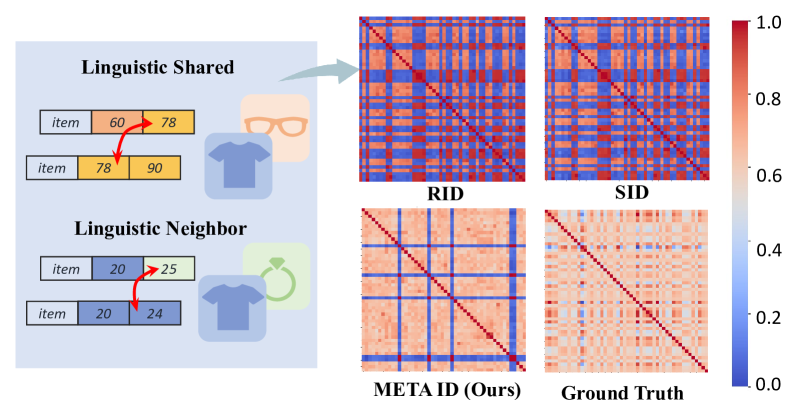 Linguistic Shared
item 60 78
item 78 90
Linguistic Neighbor
item 20 25
item 20 24
RID
SID
META ID (Ours)
Ground Truth
1.0
0.8
0.6
0.4
0.2
0.0